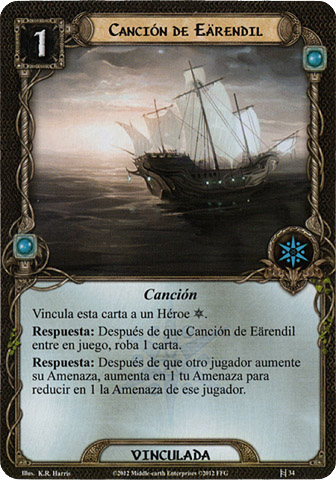 1
CANCIÓN DE EÄRENDIL
Canción
Vincula esta carta a un Héroe.
Respuesta: Después de que Canción de Eärendil
entre en juego, roba 1 carta.
Respuesta: Después de que otro jugador aumente
su Amenaza, aumenta en 1 tu Amenaza para
reducir en 1 la Amenaza de ese jugador.
VINCULADA
Illus. K.R. Harris
©2012 Middle-earth Enterprises ©2012 FFG
34